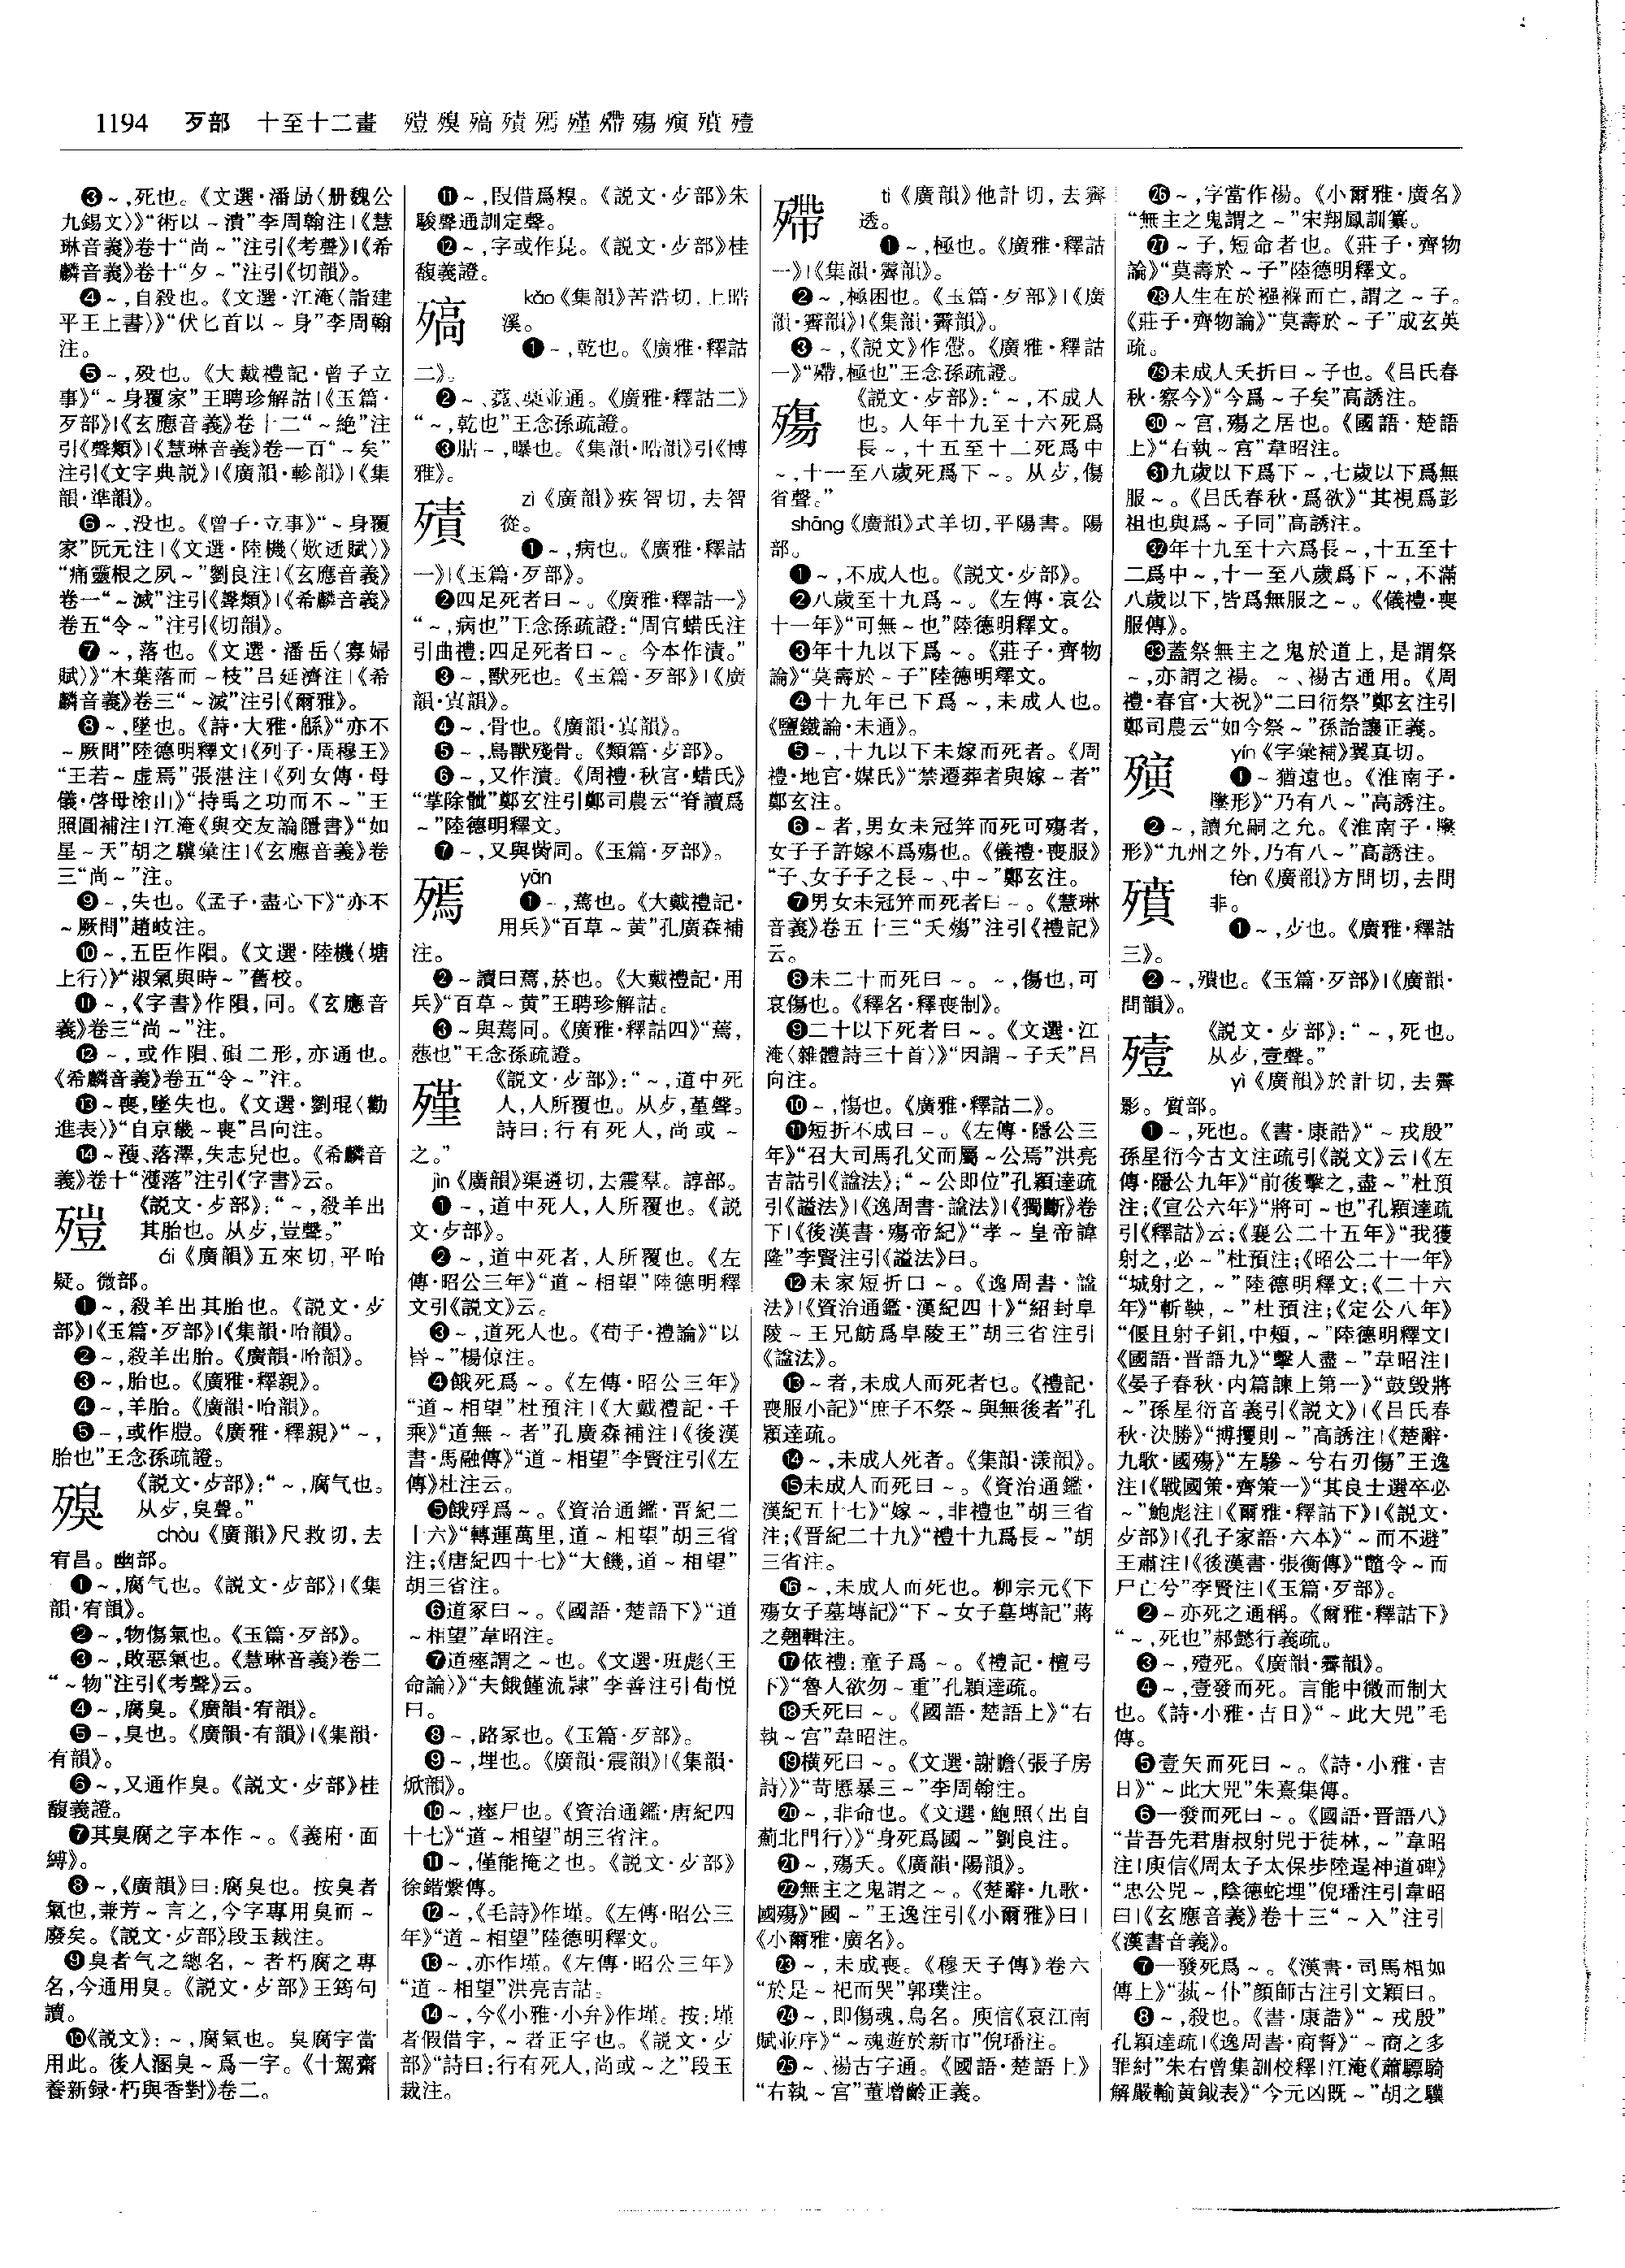 1194 歹部 十至十二畫 殪殠殦殨殢殣殢殤殥殨殪
❸~,死也。《文選·潘勗〈册魏公
九錫文〉》“術以~潰”李周翰注|《慧
琳音義》卷十“尚~”注引《考聲》|《希
麟音義》卷十“夕~”注引《切韻》。
❹~,自殺也。《文選·江淹〈詣建
平王上書〉》“伏匕首以~身”李周翰
注。
❺~,殁也。《大戴禮記·曾子立
事》“~身覆家”王聘珍解詁|《玉篇·
歹部》|《玄應音義》卷十二“~絶”注
引《聲類》|《慧琳音義》卷一百“~矣”
注引《文字典説》|《廣韻·軫韻》|《集
韻·準韻》。
❻~,没也。《曾子·立事》“~身覆
家”阮元注|《文選·陸機〈歎逝賦〉》
“痛靈根之夙~”劉良注|《玄應音義》
卷一“~滅”注引《聲類》|《希麟音義》
卷五“令~”注引《切韻》。
❼~,落也。《文選·潘岳〈寡婦
賦〉》“木葉落而~枝”吕延濟注|《希
麟音義》卷三“~滅”注引《爾雅》。
❽~,墜也。《詩·大雅·緜》“亦不
~厥問”陸德明釋文|《列子·周穆王》
“王若~虚焉”張湛注|《列女傳·母
儀·啓母塗山》“持禹之功而不~”王
照圓補注|江淹《與交友論隱書》“如
星~天”胡之驥彙注|《玄應音義》卷
三“尚~”注。
❾~,失也。《孟子·盡心下》“亦不
~厥問”趙岐注。
❿~,五臣作隕。《文選·陸機〈塘
上行〉》“淑氣與時~”舊校。
⓫~,《字書》作隕,同。《玄應音
義》卷三“尚~”注。
⓬~,或作隕、磒二形,亦通也。
《希麟音義》卷五“令~”注。
⓭~喪,墜失也。《文選·劉琨〈勸
進表〉》“自京畿~喪”吕向注。
⓮~穫、落澤,失志皃也。《希麟音
義》卷十“濩落”注引《字書》云。
《説文·歺部》:“~,殺羊出
其胎也。从歺,豈聲。”
ái《廣韻》五來切,平咍
疑。微部。
❶~,殺羊出其胎也。《説文·歺
部》|《玉篇·歹部》|《集韻·咍韻》。
❷~,殺羊出胎。《廣韻·咍韻》。
❸~,胎也。《廣雅·釋親》。
❹~,羊胎。《廣韻·咍韻》。
❺~,或作膯。《廣雅·釋親》“~,
胎也”王念孫疏證。
殠
《説文·歺部》:“~,腐气也。
从歺,臭聲。”
chòu《廣韻》尺救切,去
宥昌。幽部。
❶~,腐气也。《説文·歺部》|《集
韻·宥韻》。
❷~,物傷氣也。《玉篇·歹部》。
❸~,敗惡氣也。《慧琳音義》卷二
“~物”注引《考聲》云。
❹~,腐臭。《廣韻·宥韻》。
❺~,臭也。《廣韻·有韻》|《集韻·
有韻》。
❻~,又通作臭。《説文·歺部》桂
馥義證。
❼其臭腐之字本作~。《義府·面
縛》。
❽~,《廣韻》曰:腐臭也。按臭者
氣也,兼芳~言之,今字專用臭而~
廢矣。《説文·歺部》段玉裁注。
❾臭者气之總名,~者朽腐之專
名,今通用臭。《説文·歺部》王筠句
讀。
❿《説文》:~,腐氣也。臭腐字當
用此。後人溷臭~爲一字。《十駕齋
養新録·朽與香對》卷二。
⓫~,叚借爲糗。《説文·歺部》朱
駿聲通訓定聲。
⓬~,字或作㿝。《説文·歺部》桂
馥義證。
kǎo《集韻》苦浩切,上晧
溪。
❶~,乾也。《廣雅·釋詁
二》。
❷~、薧、槀並通。《廣雅·釋詁二》
“~,乾也”王念孫疏證。
❸䏽~,曝也。《集韻·晧韻》引《博
雅》。
zì《廣韻》疾智切,去智
從。
❶~,病也。《廣雅·釋詁
一》|《玉篇·歹部》。
❷四足死者曰~。《廣雅·釋詁一》
“~,病也”王念孫疏證:“周官蜡氏注
引曲禮:四足死者曰~。今本作漬。”
❸~,獸死也。《玉篇·歹部》|《廣
韻·寘韻》。
❹~,骨也。《廣韻·寘韻》。
❺~,鳥獸殘骨。《類篇·歺部》。
❻~,又作漬。《周禮·秋官·蜡氏》
“掌除骴”鄭玄注引鄭司農云“脊讀爲
~”陸德明釋文。
❼~,又與㱴同。《玉篇·歹部》。
yān
❶~,蔫也。《大戴禮記·
用兵》“百草~黄”孔廣森補
注。
❷~讀曰蔫,菸也。《大戴禮記·用
兵》“百草~黄”王聘珍解詁。
❸~與蔫同。《廣雅·釋詁四》“蔫,
菸也”王念孫疏證。
殣
《説文·歺部》:“~,道中死
人,人所覆也。从歺,堇聲。
詩曰:行有死人,尚或~
之。”
jìn《廣韻》渠遴切,去震羣。諄部。
❶~,道中死人,人所覆也。《説
文·歺部》。
❷~,道中死者,人所覆也。《左
傳·昭公三年》“道~相望”陸德明釋
文引《説文》云。
❸~,道死人也。《荀子·禮論》“以
昏~”楊倞注。
❹餓死爲~。《左傳·昭公三年》
“道~相望”杜預注|《大戴禮記·千
乘》“道無~者”孔廣森補注|《後漢
書·馬融傳》“道~相望”李賢注引《左
傳》杜注云。
❺餓殍爲~。《資治通鑑·晋紀二
十六》“轉運萬里,道~相望”胡三省
注;《唐紀四十七》“大饑,道~相望”
胡三省注。
❻道冢曰~。《國語·楚語下》“道
~相望”韋昭注。
❼道瘞謂之~也。《文選·班彪〈王
命論〉》“夫餓饉流隸”李善注引荀悦
曰。
❽~,路冢也。《玉篇·歹部》。
❾~,埋也。《廣韻·震韻》|《集韻·
焮韻》。
❿~,瘞尸也。《資治通鑑·唐紀四
十七》“道~相望”胡三省注。
⓫~,僅能掩之也。《説文·歺部》
徐鍇繫傳。
⓬~,《毛詩》作墐。《左傳·昭公三
年》“道~相望”陸德明釋文。
⓭~,亦作墐。《左傳·昭公三年》
“道~相望”洪亮吉詁。
⓮~,今《小雅·小弁》作墐。按:墐
者假借字,~者正字也。《説文·歺
部》“詩曰:行有死人,尚或~之”段玉
裁注。
殢
tì《廣韻》他計切,去霽
透。
❶~,極也。《廣雅·釋詁
一》|《集韻·霽韻》。
❷~,極困也。《玉篇·歹部》|《廣
韻·霽韻》|《集韻·霽韻》。
❸~,《説文》作㦅。《廣雅·釋詁
一》“殢,極也”王念孫疏證。
殤
《説文·歺部》:“~,不成人
也。人年十九至十六死爲
長~,十五至十二死爲中
~,十一至八歲死爲下~。从歺,傷
省聲。”
shāng《廣韻》式羊切,平陽書。陽
部。
❶~,不成人也。《説文·歺部》。
❷八歲至十九爲~。《左傳·哀公
十一年》“可無~也”陸德明釋文。
❸年十九以下爲~。《莊子·齊物
論》“莫壽於~子”陸德明釋文。
❹十九年已下爲~,未成人也。
《鹽鐵論·未通》。
❺~,十九以下未嫁而死者。《周
禮·地官·媒氏》“禁遷葬者與嫁~者”
鄭玄注。
❻~者,男女未冠笄而死可殤者,
女子子許嫁不爲殤也。《儀禮·喪服》
“子、女子子之長~、中~”鄭玄注。
❼男女未冠笄而死者曰~。《慧琳
音義》卷五十三“夭殤”注引《禮記》
云。
❽未二十而死曰~。~,傷也,可
哀傷也。《釋名·釋喪制》。
❾二十以下死者曰~。《文選·江
淹〈雜體詩三十首〉》“因謂~子夭”吕
向注。
❿~,愓也。《廣雅·釋詁二》。
⓫短折不成曰~。《左傳·隱公三
年》“召大司馬孔父而屬~公焉”洪亮
吉詁引《諡法》;“~公即位”孔穎達疏
引《謚法》|《逸周書·諡法》|《獨斷》卷
下|《後漢書·殤帝紀》“孝~皇帝諱
隆”李賢注引《謚法》曰。
⓬未家短折曰~。《逸周書·諡
法》|《資治通鑑·漢紀四十》“紹封阜
陵~王兄魴爲阜陵王”胡三省注引
《諡法》。
⓭~者,未成人而死者也。《禮記·
喪服小記》“庶子不祭~與無後者”孔
穎達疏。
⓮~,未成人死者。《集韻·漾韻》。
⓯未成人而死曰~。《資治通鑑·
漢紀五十七》“嫁~,非禮也”胡三省
注;《晋紀二十九》“禮十九爲長~”胡
三省注。
⓰~,未成人而死也。柳宗元《下
殤女子墓塼記》“下~女子墓塼記”蔣
之翹輯注。
⓱依禮:童子爲~。《禮記·檀弓
下》“魯人欲勿~重”孔穎達疏。
⓲夭死曰~。《國語·楚語上》“右
執~宫”韋昭注。
⓳横死曰~。《文選·謝瞻〈張子房
詩〉》“苛慝暴三~”李周翰注。
⓴~,非命也。《文選·鮑照〈出自
薊北門行〉》“身死爲國~”劉良注。
㉑~,殤夭。《廣韻·陽韻》。
㉒無主之鬼謂之~。《楚辭·九歌·
國殤》“國~”王逸注引《小爾雅》曰|
《小爾雅·廣名》。
㉓~,未成喪。《穆天子傳》卷六
“於是~祀而哭”郭璞注。
㉔~,即傷魂,鳥名。庾信《哀江南
賦並序》“~魂遊於新市”倪璠注。
㉕~、禓古字通。《國語·楚語上》
“右執~宫”董增齡正義。
㉖~,字當作禓。《小爾雅·廣名》
“無主之鬼謂之~”宋翔鳳訓纂。
㉗~子,短命者也。《莊子·齊物
論》“莫壽於~子”陸德明釋文。
㉘人生在於襁褓而亡,謂之~子。
《莊子·齊物論》“莫壽於~子”成玄英
疏。
㉙未成人夭折曰~子也。《吕氏春
秋·察今》“今爲~子矣”高誘注。
㉚~宫,殤之居也。《國語·楚語
上》“右執~宫”韋昭注。
㉛九歲以下爲下~,七歲以下爲無
服~。《吕氏春秋·爲欲》“其視爲彭
祖也與爲~子同”高誘注。
㉜年十九至十六爲長~,十五至十
二爲中~,十一至八歲爲下~,不滿
八歲以下,皆爲無服之~。《儀禮·喪
服傳》。
㉝蓋祭無主之鬼於道上,是謂祭
~,亦謂之禓。~、禓古通用。《周
禮·春官·大祝》“二曰衍祭”鄭玄注引
鄭司農云“如今祭~”孫詒讓正義。
殥
yín《字彙補》翼真切。
❶~猶遠也。《淮南子·
墬形》“乃有八~”高誘注。
❷~,讀允嗣之允。《淮南子·墬
形》“九州之外,乃有八~”高誘注。
fèn《廣韻》方問切,去問
非。
❶~,歺也。《廣雅·釋詁
三》。
❷~,㱮也。《玉篇·歹部》|《廣韻·
問韻》。
殪
《説文·歺部》:“~,死也。
从歺,壹聲。”
yì《廣韻》於計切,去霽
影。質部。
❶~,死也。《書·康誥》“~戎殷”
孫星衍今古文注疏引《説文》云|《左
傳·隱公九年》“前後擊之,盡~”杜預
注;《宣公六年》“將可~也”孔穎達疏
引《釋詁》云;《襄公二十五年》“我獲
射之,必~”杜預注;《昭公二十一年》
“城射之,~”陸德明釋文;《二十六
年》“斬鞅,~”杜預注;《定公八年》
“偃且射子鉏,中頰,~”陸德明釋文|
《國語·晋語九》“擊人盡~”韋昭注|
《晏子春秋·内篇諫上第一》“鼓毁將
~”孫星衍音義引《説文》|《吕氏春
秋·決勝》“搏攫則~”高誘注|《楚辭·
九歌·國殤》“左驂~兮右刃傷”王逸
注|《戰國策·齊策一》“其良士選卒必
~”鮑彪注|《爾雅·釋詁下》|《説文·
歺部》|《孔子家語·六本》“~而不避”
王肅注|《後漢書·張衡傳》“鼈令~而
尸亡兮”李賢注|《玉篇·歹部》。
❷~亦死之通稱。《爾雅·釋詁下》
“~,死也”郝懿行義疏。
❸~,殪死。《廣韻·霽韻》。
❹~,壹發而死。言能中微而制大
也。《詩·小雅·吉日》“~此大兕”毛
傳。
❺壹矢而死曰~。《詩·小雅·吉
日》“~此大兕”朱熹集傳。
❻一發而死曰~。《國語·晋語八》
“昔吾先君唐叔射兕于徒林,~”韋昭
注|庾信《周太子太保步陸逞神道碑》
“忠公兕~,陰德蛇埋”倪璠注引韋昭
曰|《玄應音義》卷十三“~入”注引
《漢書音義》。
❼一發死爲~。《漢書·司馬相如
傳上》“蓺~仆”顔師古注引文穎曰。
❽~,殺也。《書·康誥》“~戎殷”
孔穎達疏|《逸周書·商誓》“~商之多
罪紂”朱右曾集訓校釋|江淹《蕭驃騎
解嚴輸黄鉞表》“今元凶既~”胡之驥